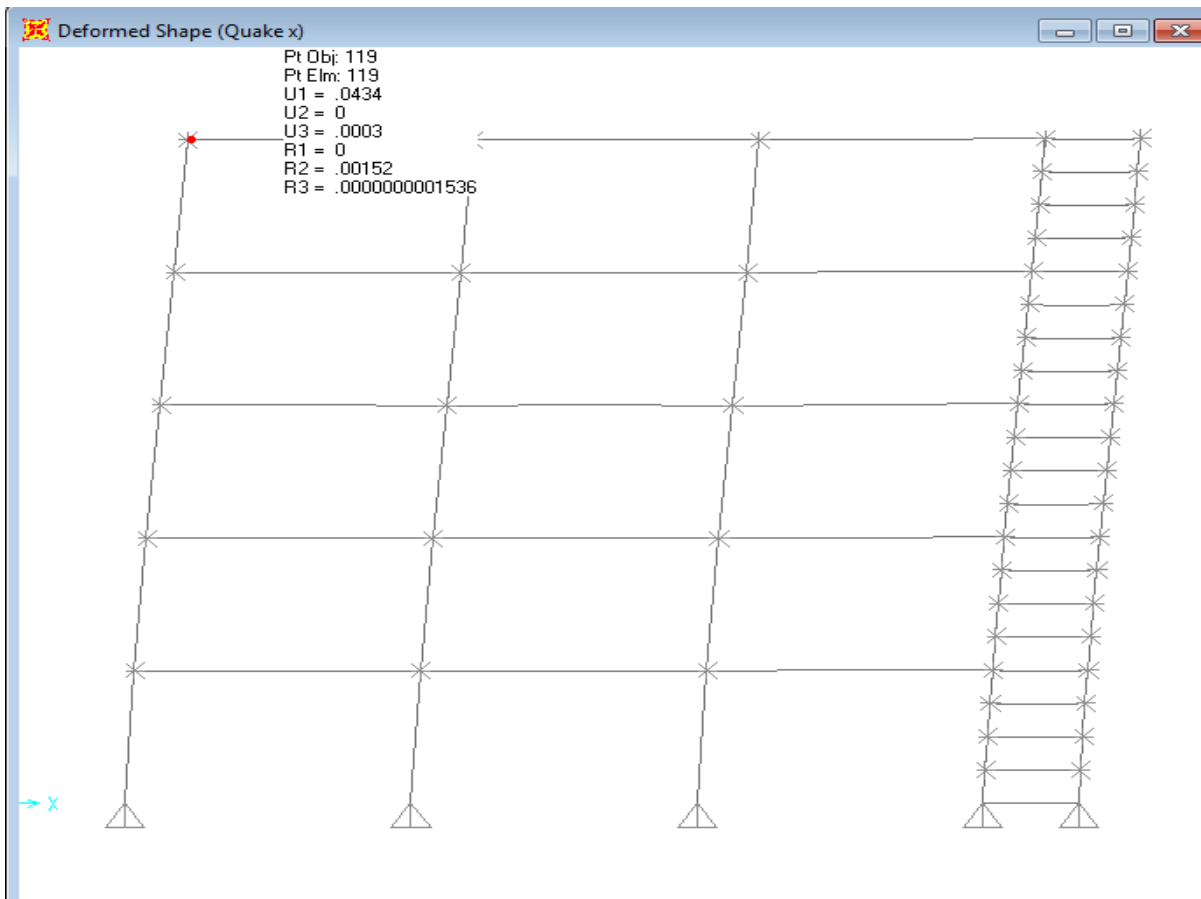 Deformed Shape (Quake x)
Pt Obj: 119
Pt Elm: 119
U1 = .0434
U2 = 0
U3 = .0003
R1 = 0
R2 = .00152
R3 = .0000000001536
X